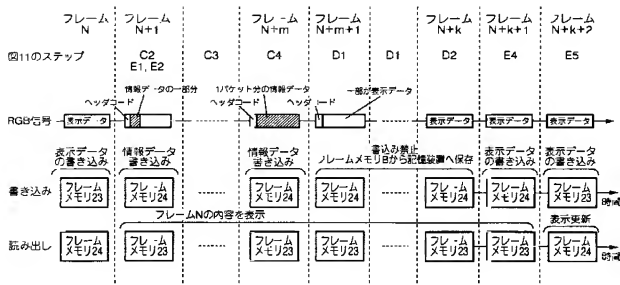 フレーム フレーム フレーム フレーム フレーム フレーム フレーム
N N+1 N+m N+m+1 N+k N+k+1 N+k+2
図11のステップ C2 C3 C4 D1 D1 D2 E4 E5
E1, E2
情報データの一部分 1パケット分の情報データ 一部が表示データ
ヘッダコード ヘッダコード ヘッダコード
RGB信号 表示データ 表示データ 表示データ 表示データ
表示データ 情報データ 情報データ 書込み禁止 表示データ 表示データ
の書き込み 書き込み 書き込み フレームメモリBから記憶装置へ保存 の書き込み の書き込み
書き込み フレーム フレーム フレーム フレーム フレーム フレーム フレーム
メモリ23 メモリ24 メモリ24 メモリ24 メモリ24 メモリ24 メモリ23
時間
フレームNの内容を表示 表示更新
読み出し フレーム フレーム フレーム フレーム フレーム フレーム フレーム
メモリ24 メモリ23 メモリ23 メモリ23 メモリ23 メモリ23 メモリ24
時間